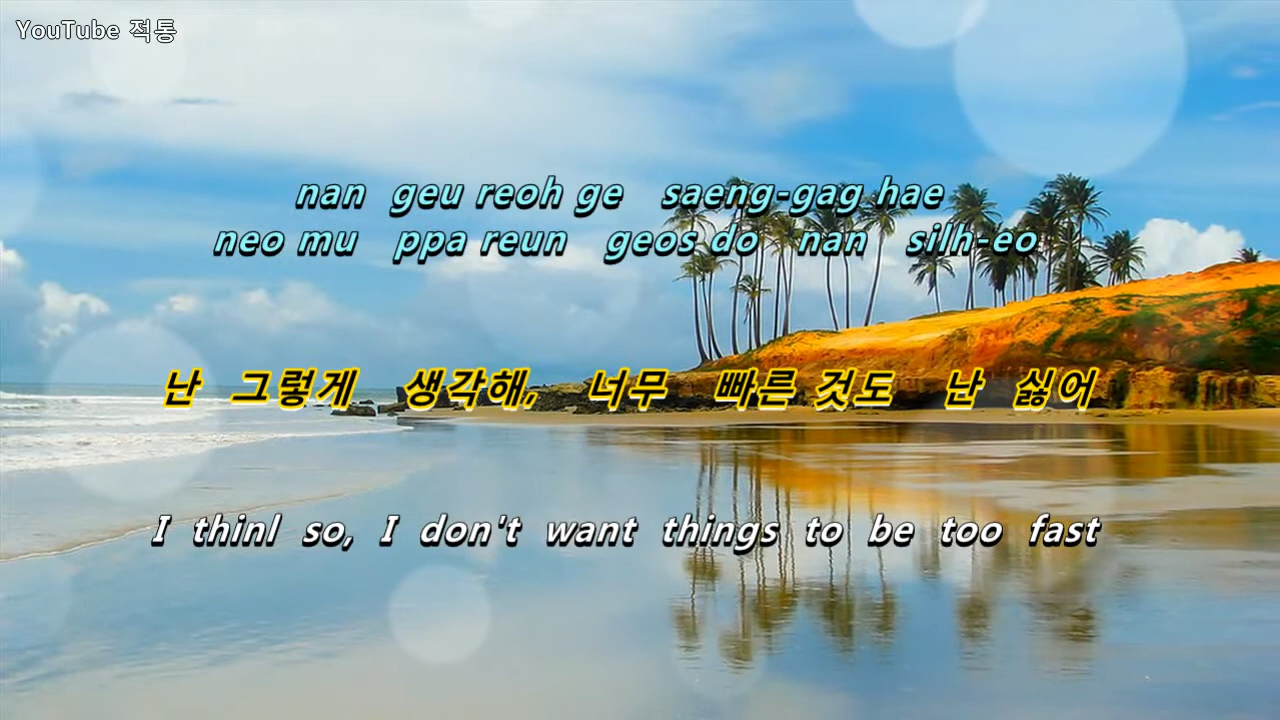 YouTube 적통
nan geu reoh ge saeng-gag hae
neo mu ppa reun geos do nan silh-eo
난 그렇게 생각해, 너무 빠른 것도 난 싫어
I thinl so, I don't want things to be too fast